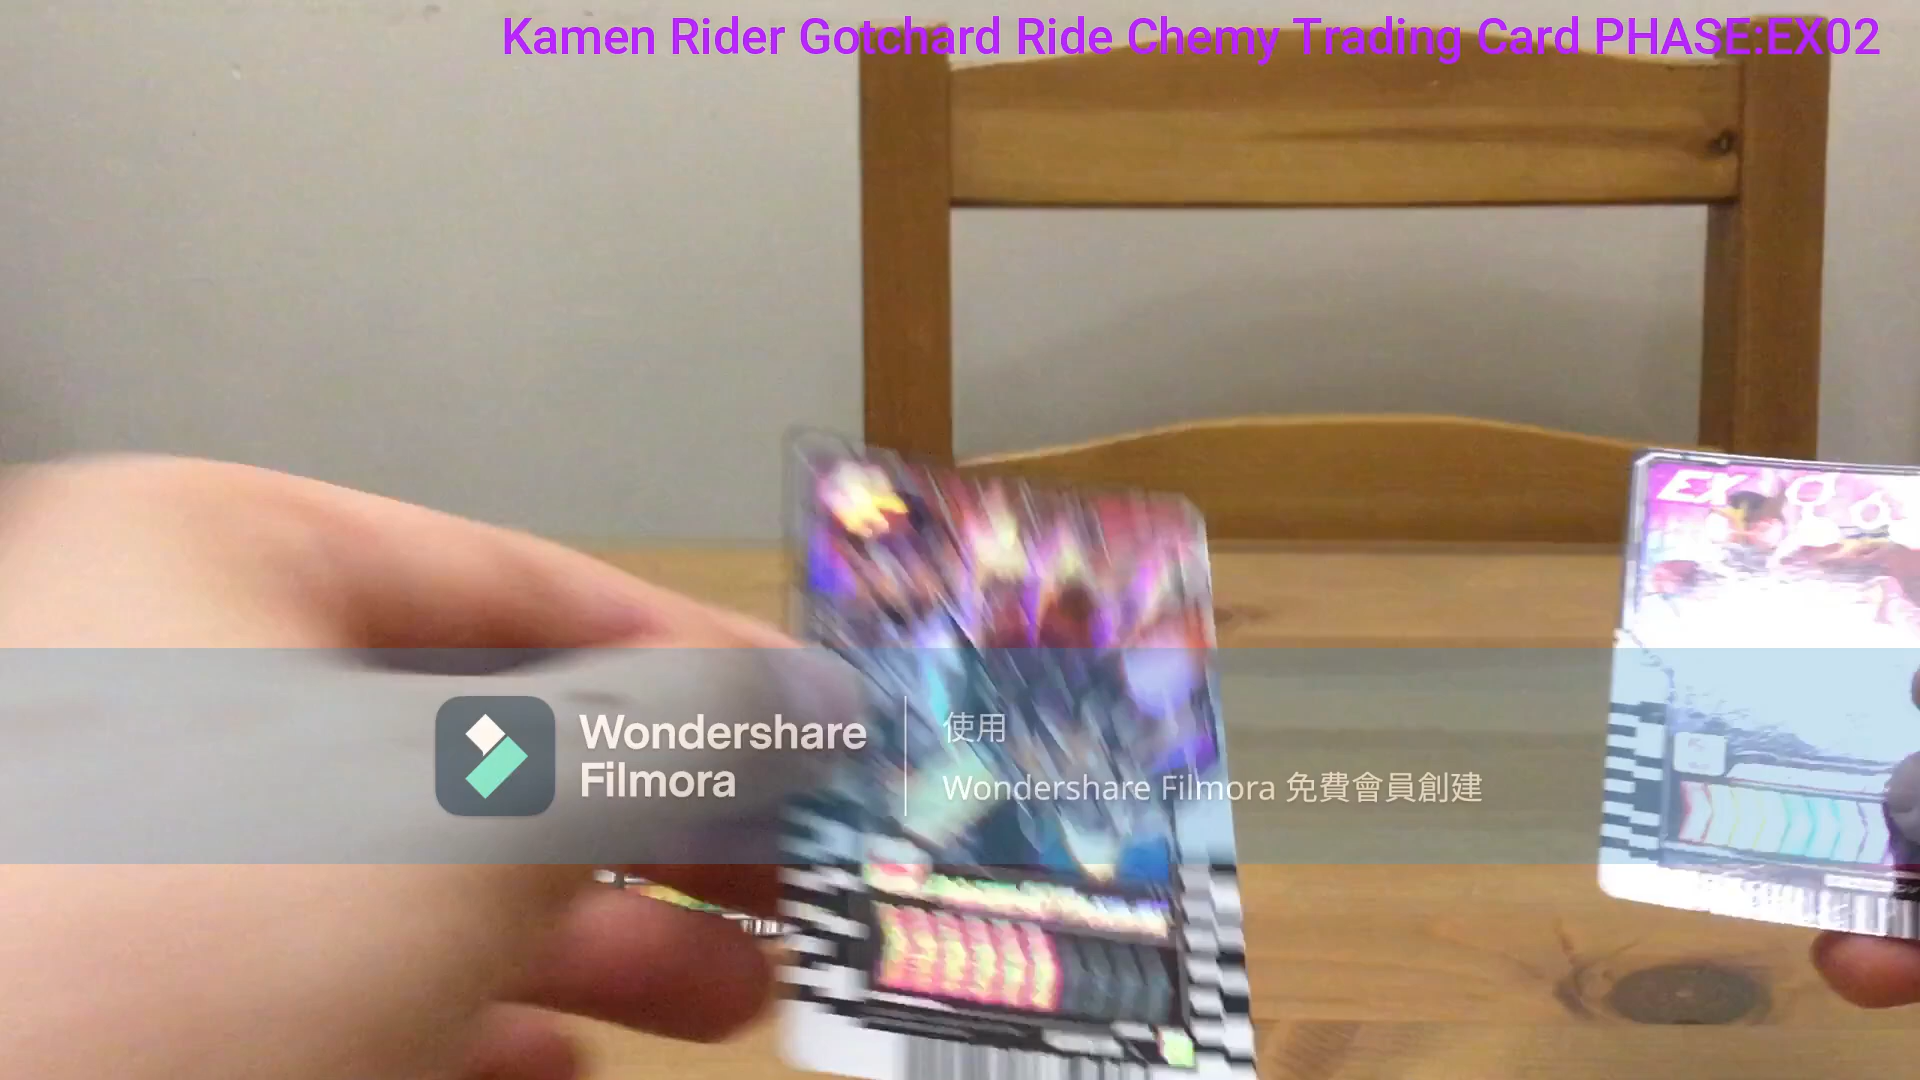 Kamen Rider Gotchard Ride Chemy Trading Card PHASE:EX02
EX
Wondershare
Filmora
使用
Wondershare Filmora 免費會員創建